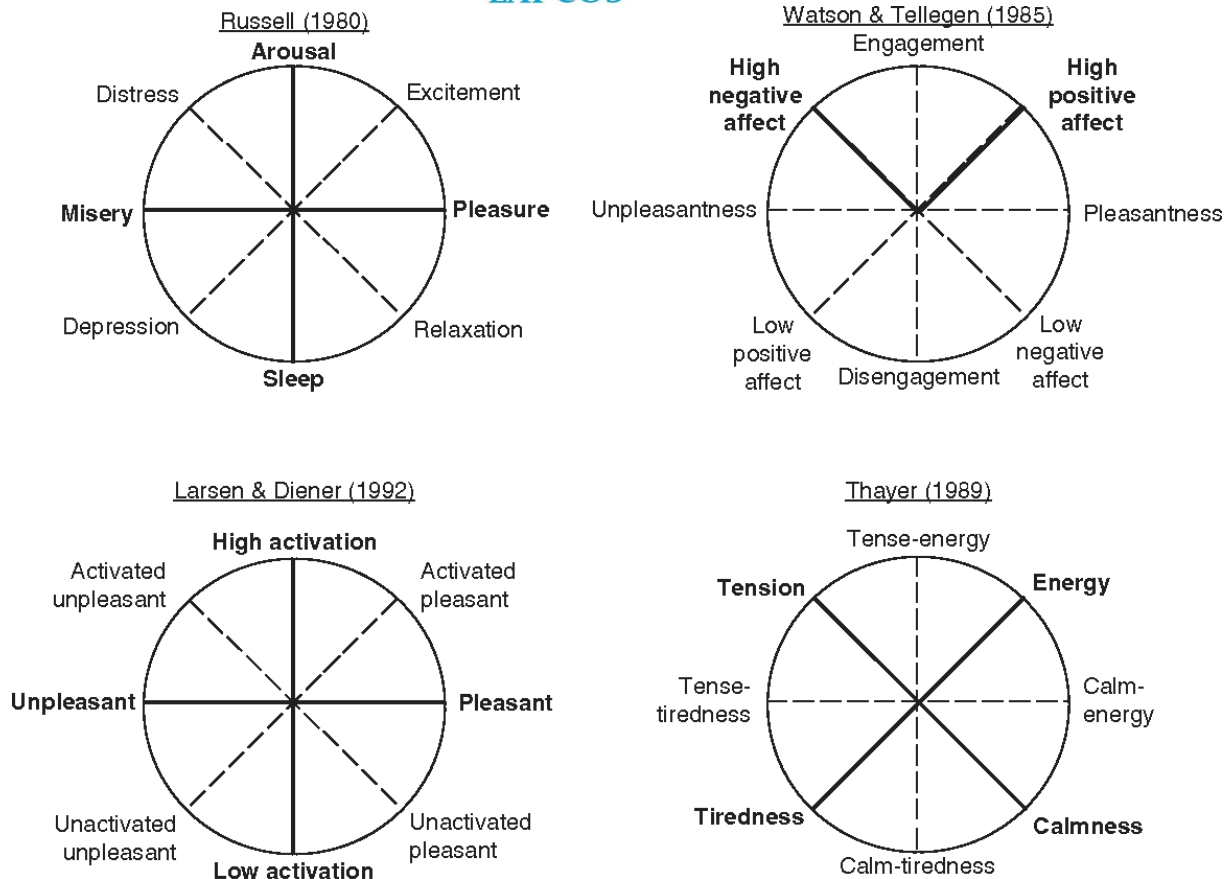 Russell (1980)
Arousal
Distress
Excitement
Misery
Pleasure
Depression
Relaxation
Sleep
Watson & Tellegen (1985)
Engagement
High
negative
affect
High
positive
affect
Unpleasantness
Pleasantness
Low
positive
affect
Disengagement
Low
negative
affect
Larsen & Diener (1992)
High activation
Activated
unpleasant
Activated
pleasant
Unpleasant
Pleasant
Unactivated
unpleasant
Unactivated
pleasant
Low activation
Thayer (1989)
Tense-energy
Tension
Energy
Tense-
tiredness
Calm-
energy
Tiredness
Calmness
Calm-tiredness